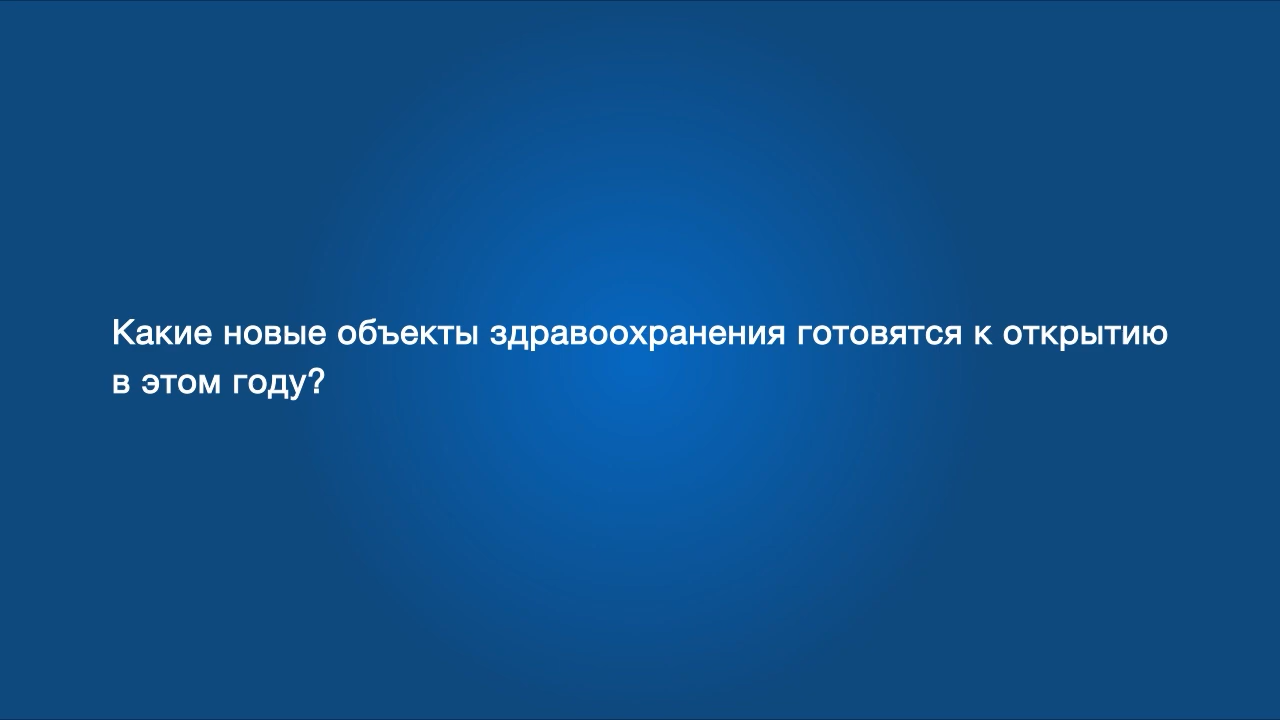 Какие новые объекты здравоохранения готовятся к открытию
в этом году?